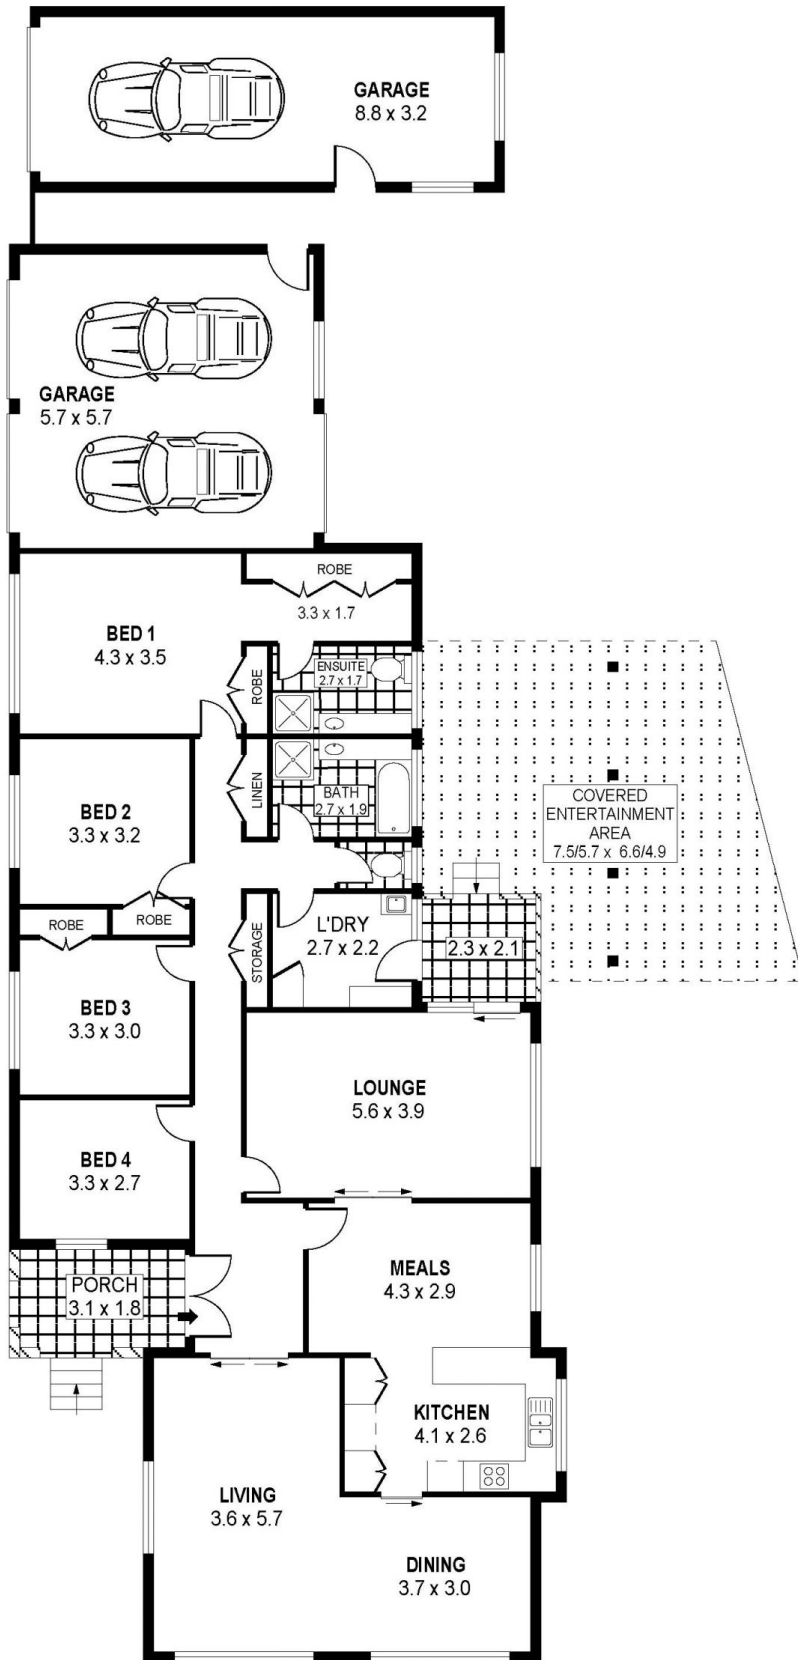 GARAGE
8.8 x 3.2
GARAGE
5.7 x 5.7
ROBE
3.3 x 1.7
BED 1
4.3 x 3.5
ROBE
ENSUITE
2.7 x 1.7
LINEN
BATH
2.7 x 1.9
BED 2
3.3 x 3.2
COVERED
ENTERTAINMENT
AREA
7.5/5.7 x 6.6/4.9
ROBE
ROBE
STORAGE
L'DRY
2.7 x 2.2
2.3 x 2.1
BED 3
3.3 x 3.0
LOUNGE
5.6 x 3.9
BED 4
3.3 x 2.7
PORCH
3.1 x 1.8
MEALS
4.3 x 2.9
KITCHEN
4.1 x 2.6
LIVING
3.6 x 5.7
DINING
3.7 x 3.0